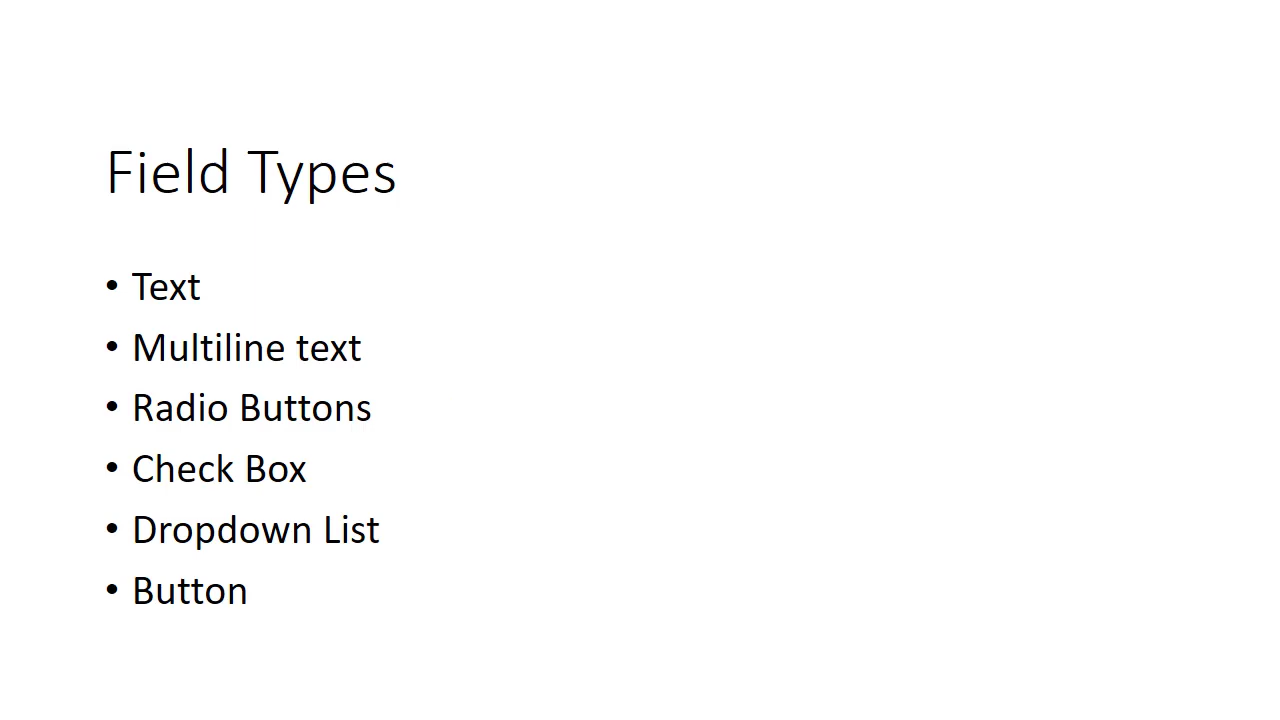 Field Types
• Text
• Multiline text
• Radio Buttons
• Check Box
• Dropdown List
• Button